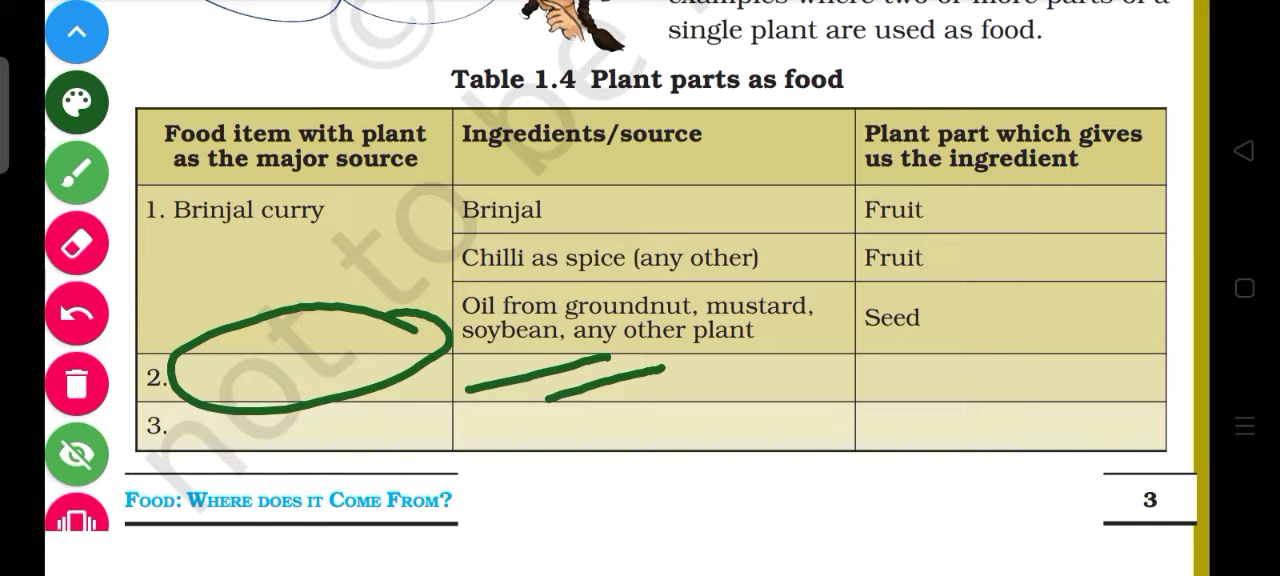 single plant are used as food.
Table 1.4 Plant parts as food
Food item with plant as the major source
Ingredients/source
Plant part which gives us the ingredient
1. Brinjal curry
Brinjal
Fruit
Chilli as spice (any other)
Fruit
Oil from groundnut, mustard,
soybean, any other plant
Seed
2.
3.
FOOD: WHERE DOES IT COME FROM?
3
not to be
©